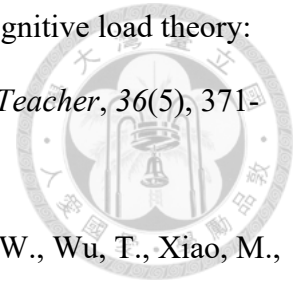 gnitive load theory:
Teacher, 36(5), 371-
W., Wu, T., Xiao, M.,